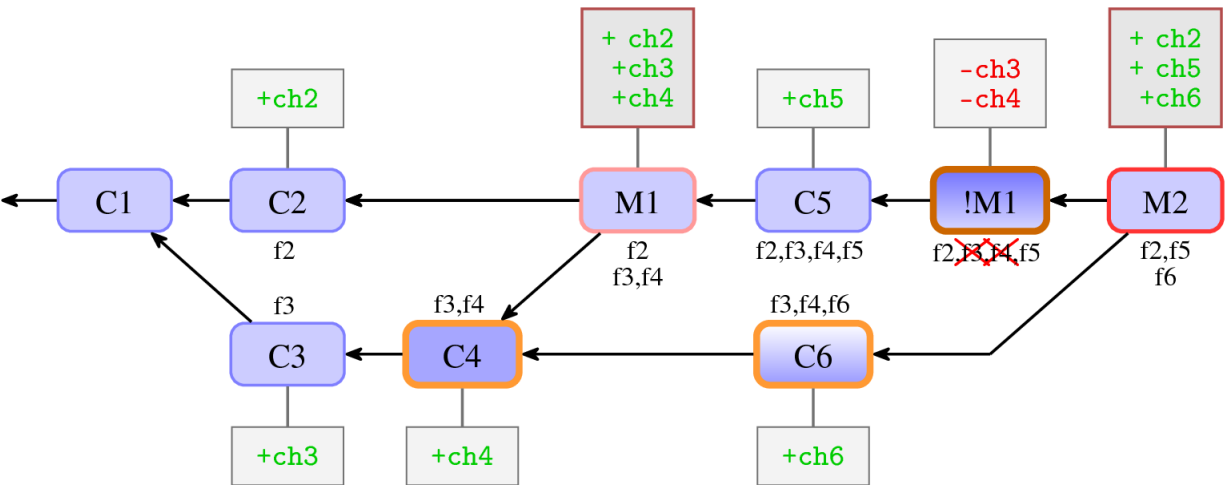 + ch2
+ch3
+ch4
-ch3
-ch4
+ ch2
+ ch5
+ch6
+ch2
+ch5
C1
C2
M1
C5
!M1
M2
f2
f2
f3,f4
f2,f3,f4,f5
f2,f3,f4,f5
f2,f5
f6
f3
f3,f4
f3,f4,f6
C3
C4
C6
+ch3
+ch4
+ch6